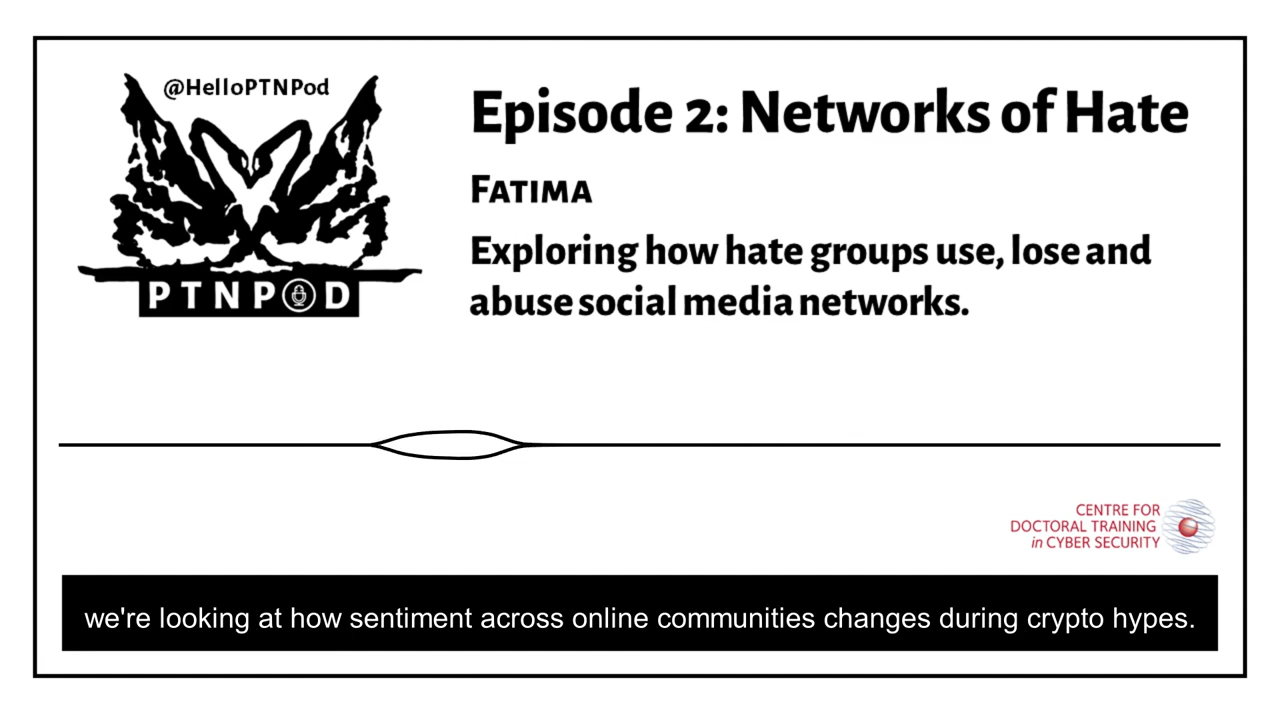 @HelloPTNPod
PTNPOD
Episode 2: Networks of Hate
Fatima
Exploring how hate groups use, lose and
abuse social media networks.
CENTRE FOR
DOCTORAL TRAINING
in CYBER SECURITY
we're looking at how sentiment across online communities changes during crypto hypes.